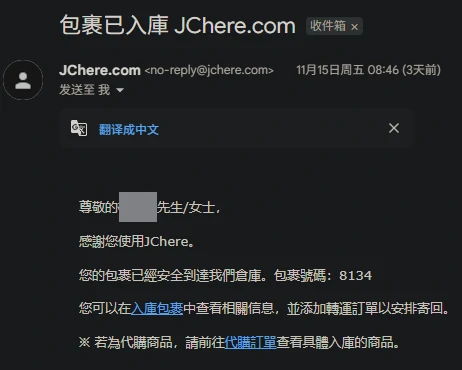 包裹已入庫 JChere.com 收件箱 ×
JChere.com <no-reply@jchere.com> 11月15日周五 08:46 (3天前)
发送至 我
翻译成中文
尊敬的 先生/女士,
感謝您使用JChere。
您的包裹已經安全到達我們倉庫。包裹號碼: 8134
您可以在入庫包裹中查看相關信息，並添加轉運訂單以安排寄回。
※ 若為代購商品，請前往代購訂單查看具體入庫的商品。